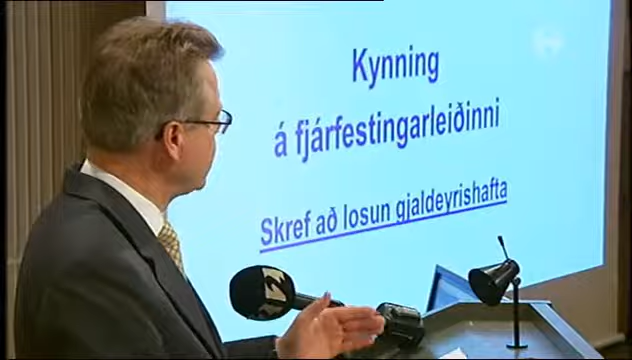 Kynning
á fjárfestingarleiðinni
Skref að losun gjaldeyrishafta